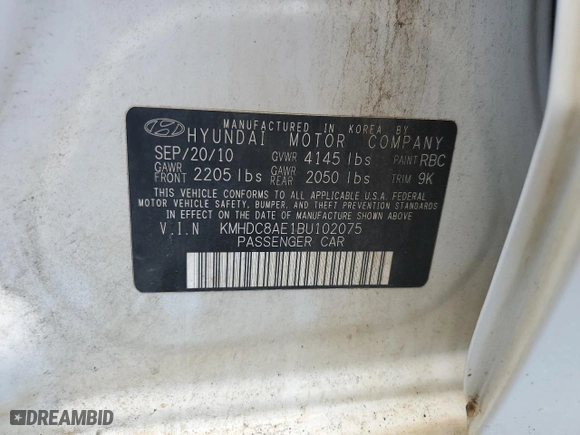 MANUFACTURED IN KOREA BY
HYUNDAI MOTOR COMPANY
SEP/20/10 GVWR 4145 lbs PAINT RBC
GAWR FRONT 2205 lbs GAWR REAR 2050 lbs TRIM 9K
THIS VEHICLE CONFORMS TO ALL APPLICABLE U.S.A. FEDERAL
MOTOR VEHICLE SAFETY, BUMPER, AND THEFT PREVENTION STANDARDS
IN EFFECT ON THE DATE OF MANUFACTURE SHOWN ABOVE
V.I.N KMHDC8AE1BU102075
PASSENGER CAR
DREAMBID